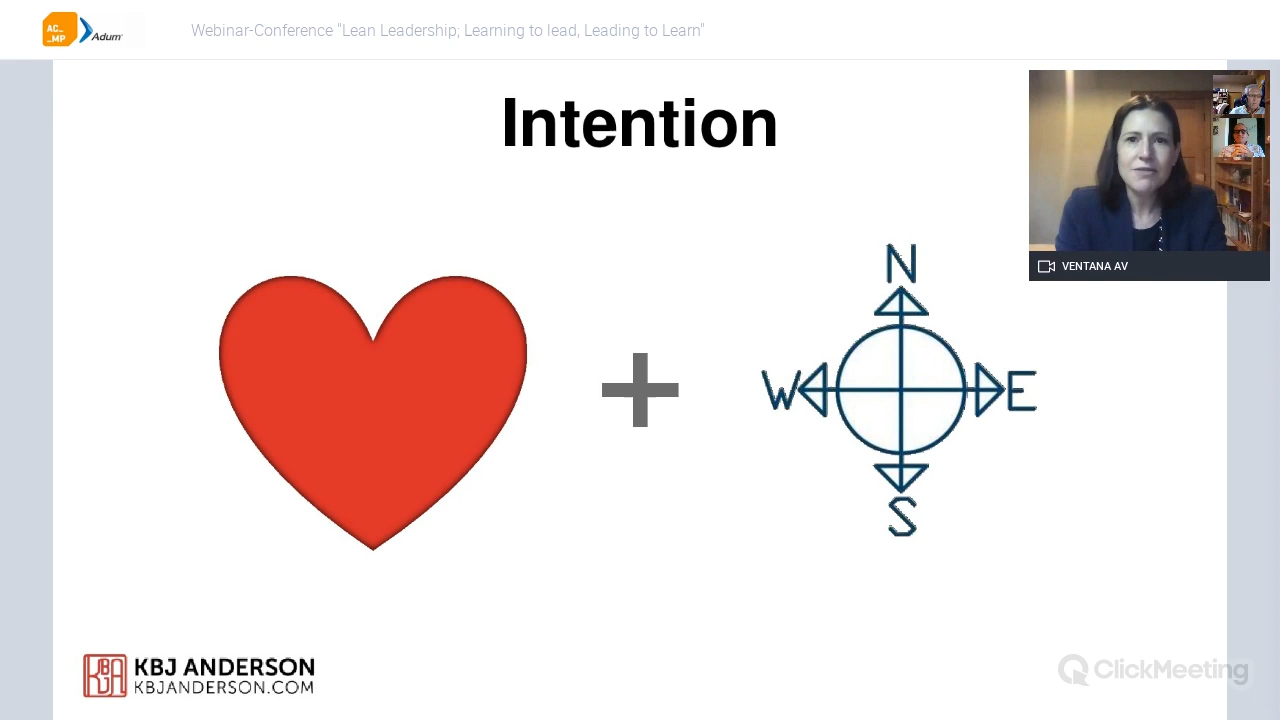 AC_
_MP
Adum
Webinar-Conference "Lean Leadership; Learning to lead, Leading to Learn"
Intention
VENTANA AV
N
W
E
S
KBJA
KBJ ANDERSON
KBJANDERSON.COM
ClickMeeting